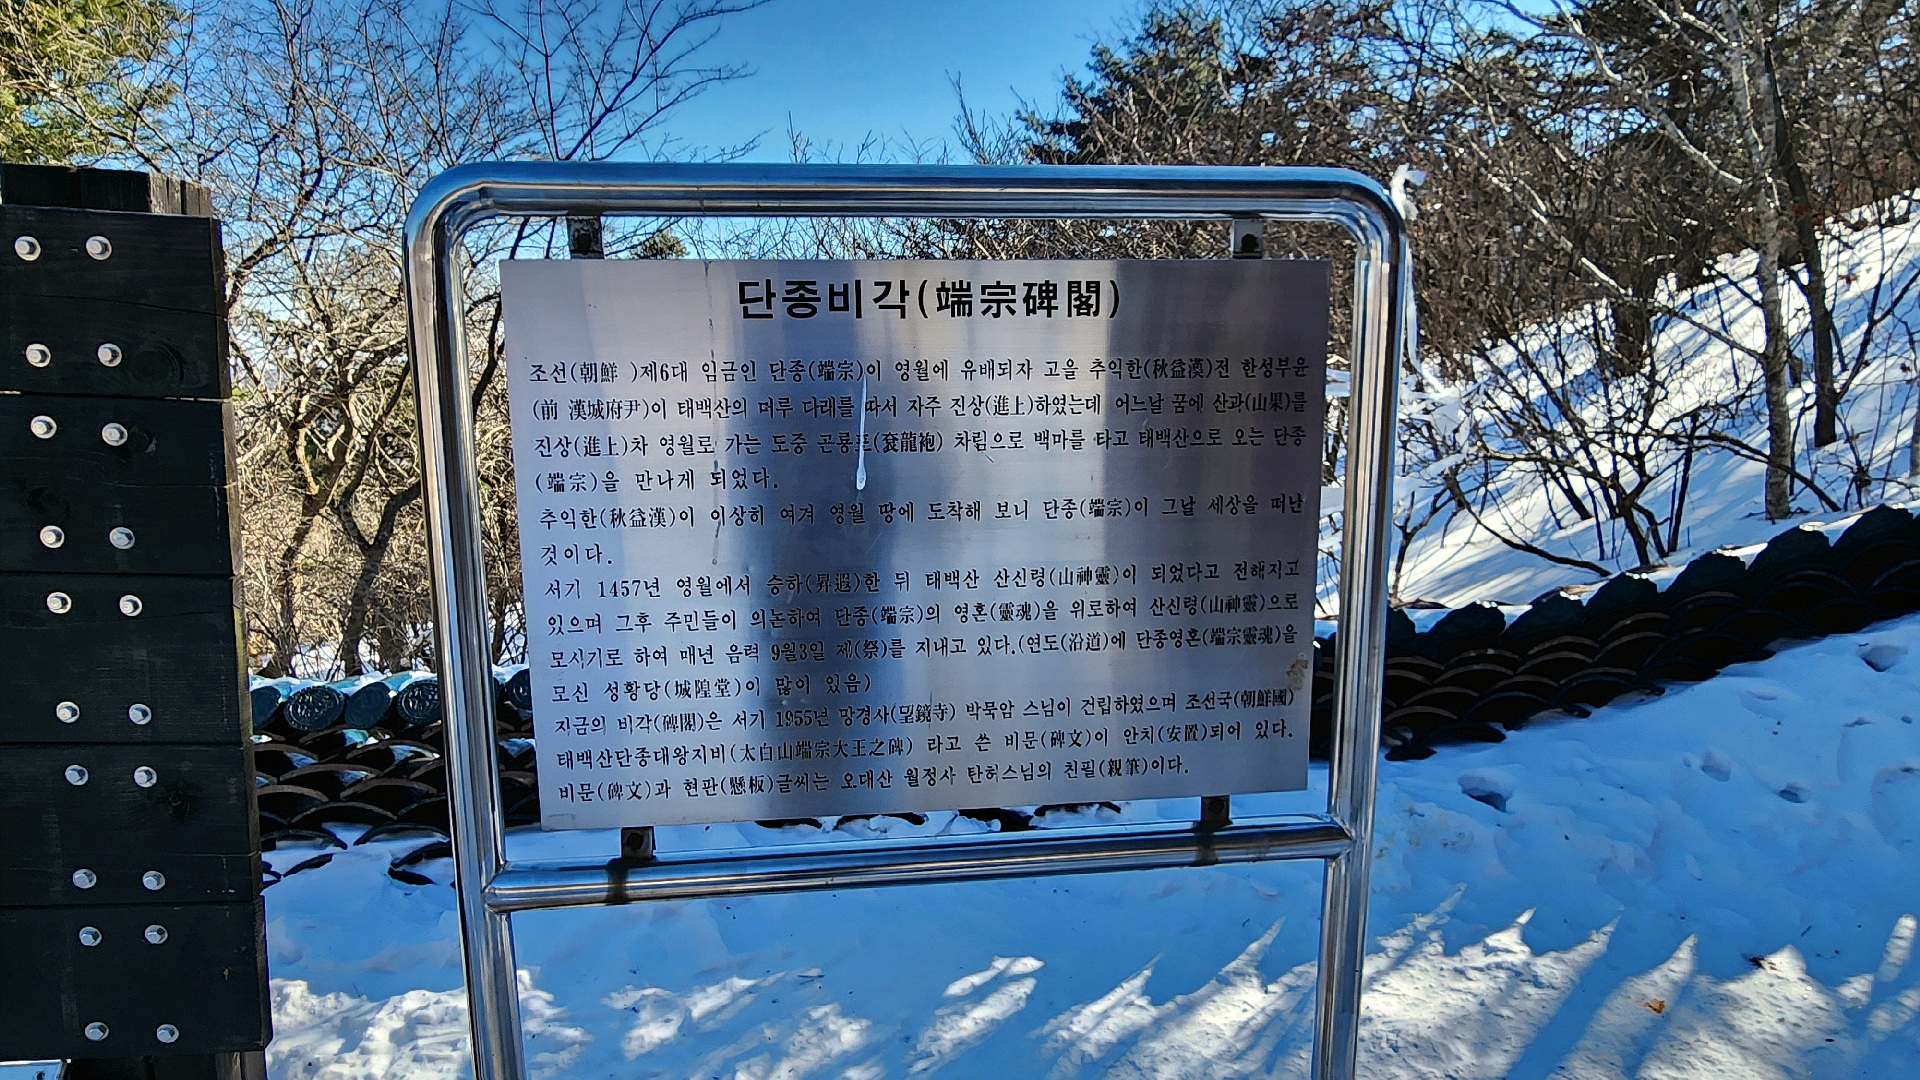 단종비각(端宗碑閣)
조선(朝鮮 )제6대 임금인 단종(端宗)이 영월에 유배되자 고을 추익한(秋益漢)전 한성부윤
(前 漢城府尹)이 태백산의 머루 다래를 따서 자주 진상(進上)하였는데 어느날 꿈에 산과(山果)를
진상(進上)차 영월로 가는 도중 곤룡포(袞龍袍) 차림으로 백마를 타고 태백산으로 오는 단종
(端宗)을 만나게 되었다.
추익한(秋益漢)이 이상히 여겨 영월 땅에 도착해 보니 단종(端宗)이 그날 세상을 떠난
것이다.
서기 1457년 영월에서 승하(昇遐)한 뒤 태백산 산신령(山神靈)이 되었다고 전해지고
있으며 그후 주민들이 의논하여 단종(端宗)의 영혼(靈魂)을 위로하여 산신령(山神靈)으로
모시기로 하여 매년 음력 9월3일 제(祭)를 지내고 있다.(연도(沿道)에 단종영혼(端宗靈魂)을
모신 성황당(城隍堂)이 많이 있음)
지금의 비각(碑閣)은 서기 1955년 망경사(望鏡寺) 박묵암 스님이 건립하였으며 조선국(朝鮮國)
태백산단종대왕지비(太白山端宗大王之碑) 라고 쓴 비문(碑文)이 안치(安置)되어 있다.
비문(碑文)과 현판(懸板)글씨는 오대산 월정사 탄허스님의 친필(親筆)이다.